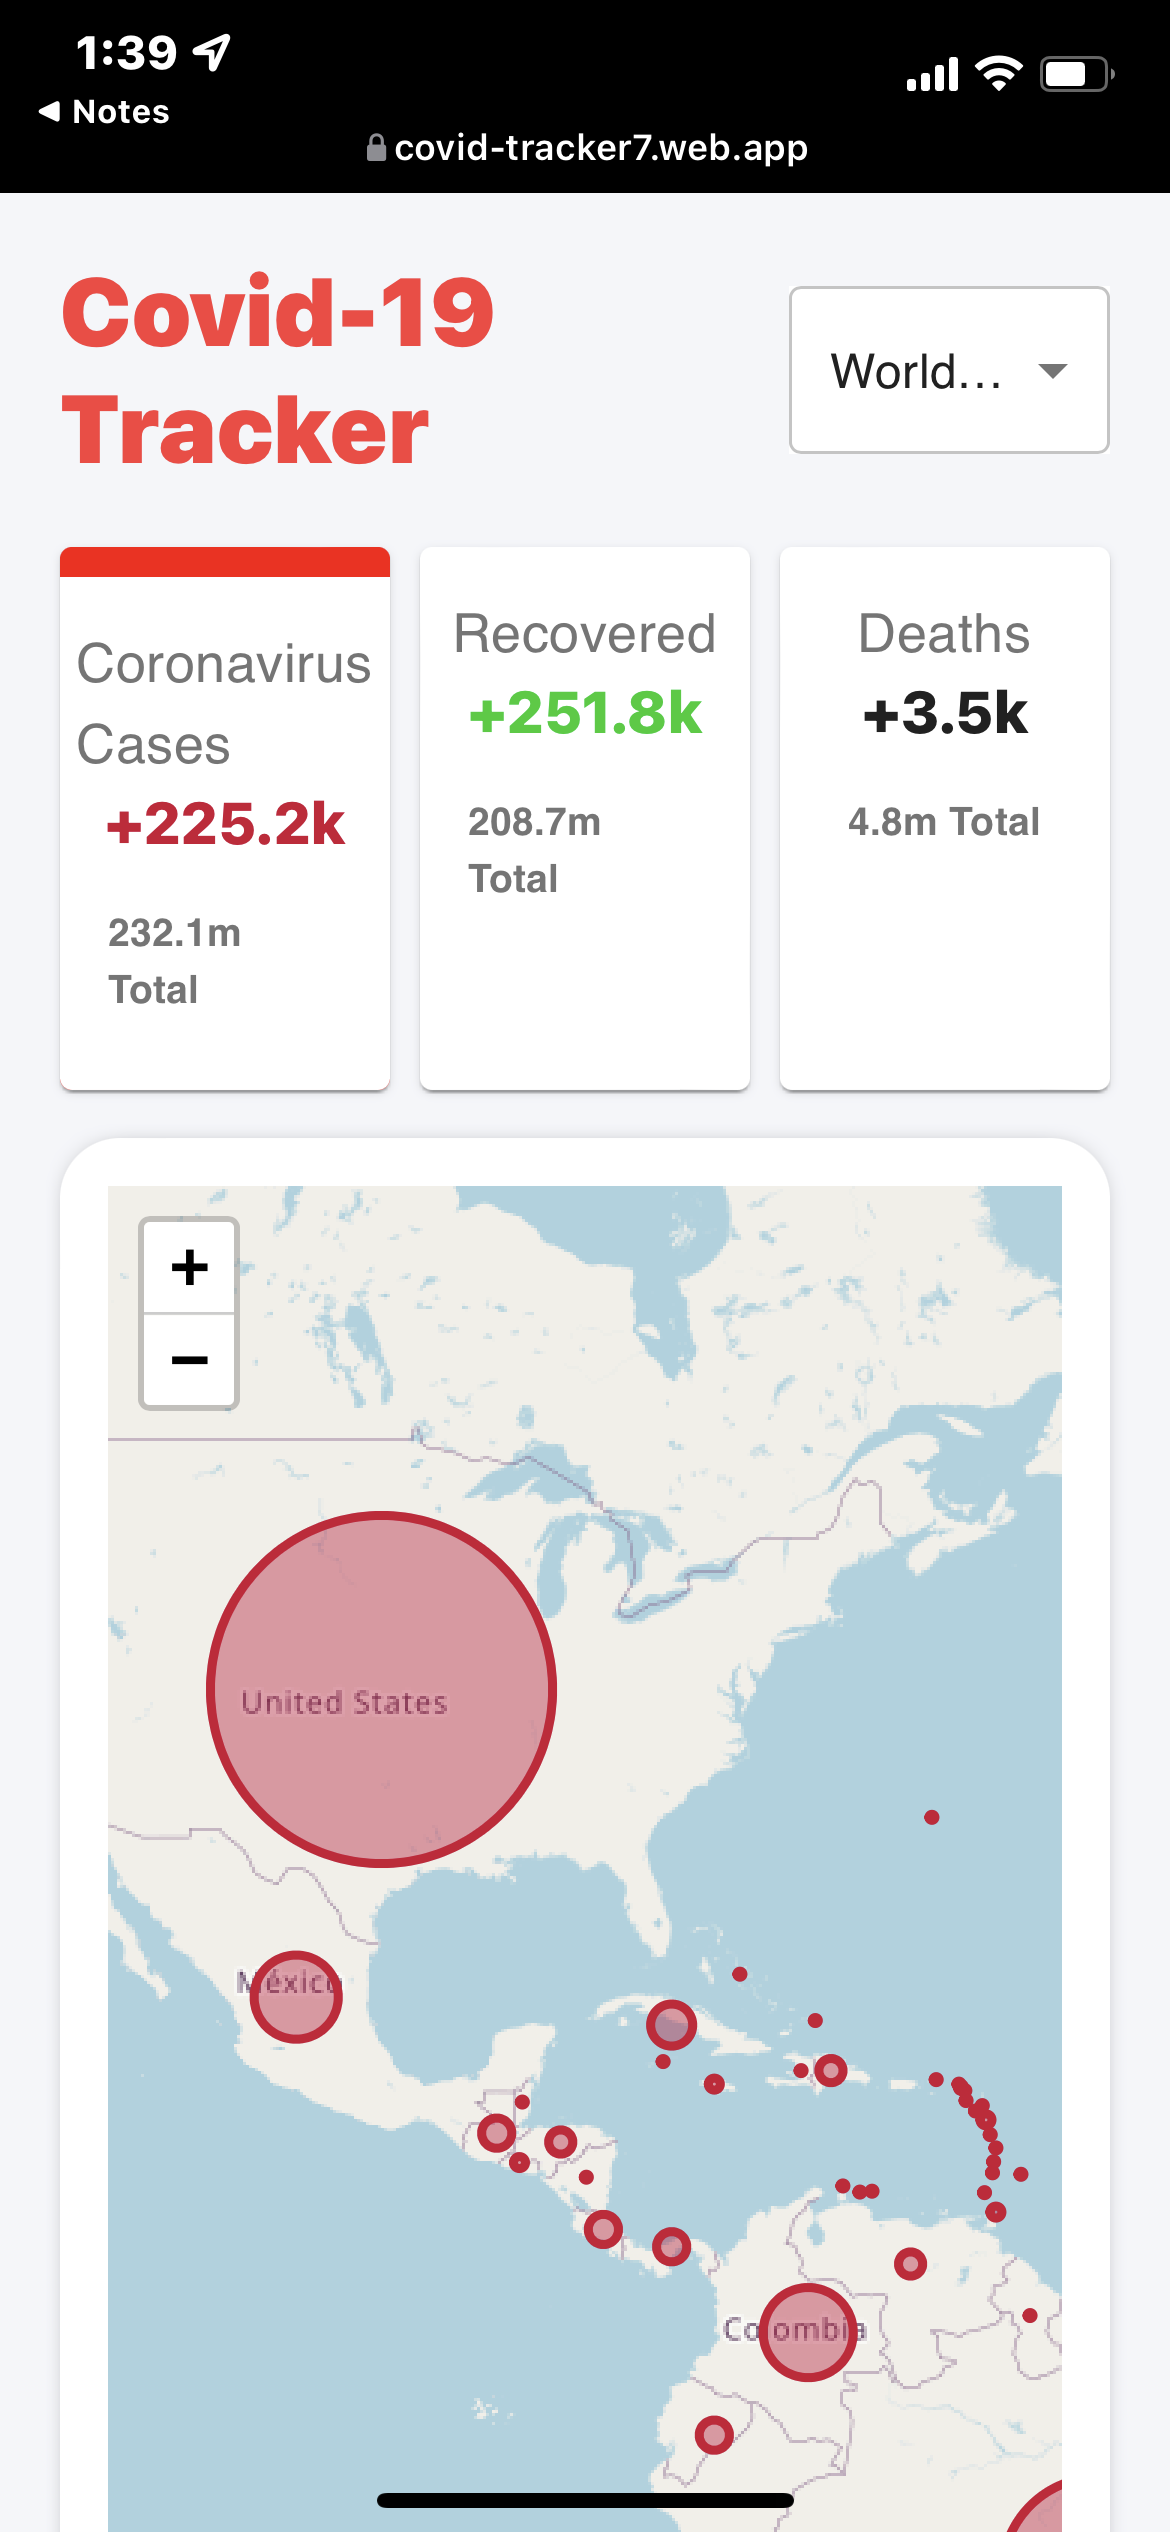 1:39
◀ Notes
covid-tracker7.web.app
Covid-19
Tracker
World...
Coronavirus
Cases
+225.2k
232.1m
Total
Recovered
+251.8k
208.7m
Total
Deaths
+3.5k
4.8m Total
+
−
United States
México
Colombia